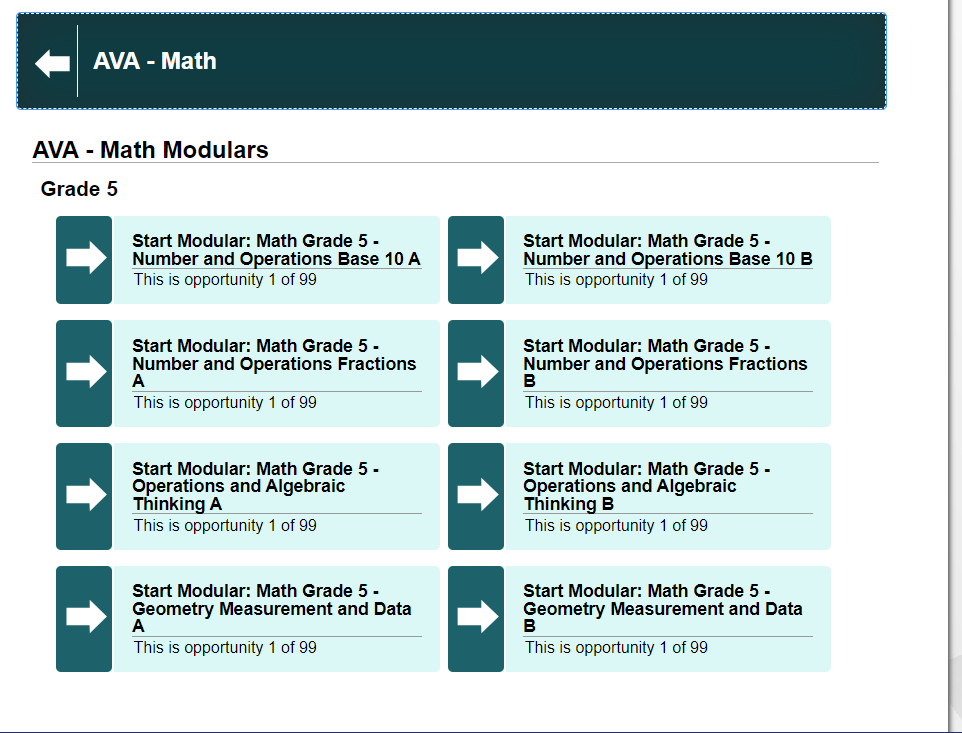 AVA - Math
AVA - Math Modulars
Grade 5
Start Modular: Math Grade 5 -
Number and Operations Base 10 A
This is opportunity 1 of 99
Start Modular: Math Grade 5 -
Number and Operations Base 10 B
This is opportunity 1 of 99
Start Modular: Math Grade 5 -
Number and Operations Fractions
A
This is opportunity 1 of 99
Start Modular: Math Grade 5 -
Number and Operations Fractions
B
This is opportunity 1 of 99
Start Modular: Math Grade 5 -
Operations and Algebraic
Thinking A
This is opportunity 1 of 99
Start Modular: Math Grade 5 -
Operations and Algebraic
Thinking B
This is opportunity 1 of 99
Start Modular: Math Grade 5 -
Geometry Measurement and Data
A
This is opportunity 1 of 99
Start Modular: Math Grade 5 -
Geometry Measurement and Data
B
This is opportunity 1 of 99